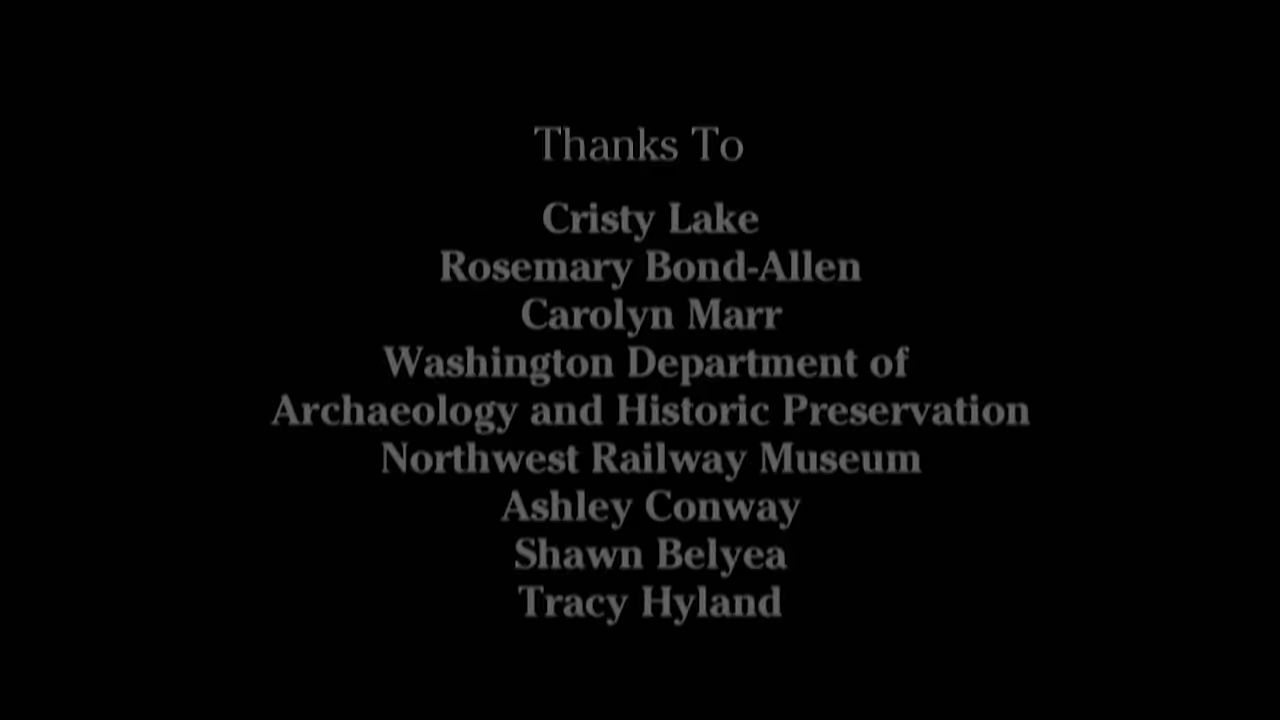 Thanks To
Cristy Lake
Rosemary Bond-Allen
Carolyn Marr
Washington Department of
Archaeology and Historic Preservation
Northwest Railway Museum
Ashley Conway
Shawn Belyea
Tracy Hyland